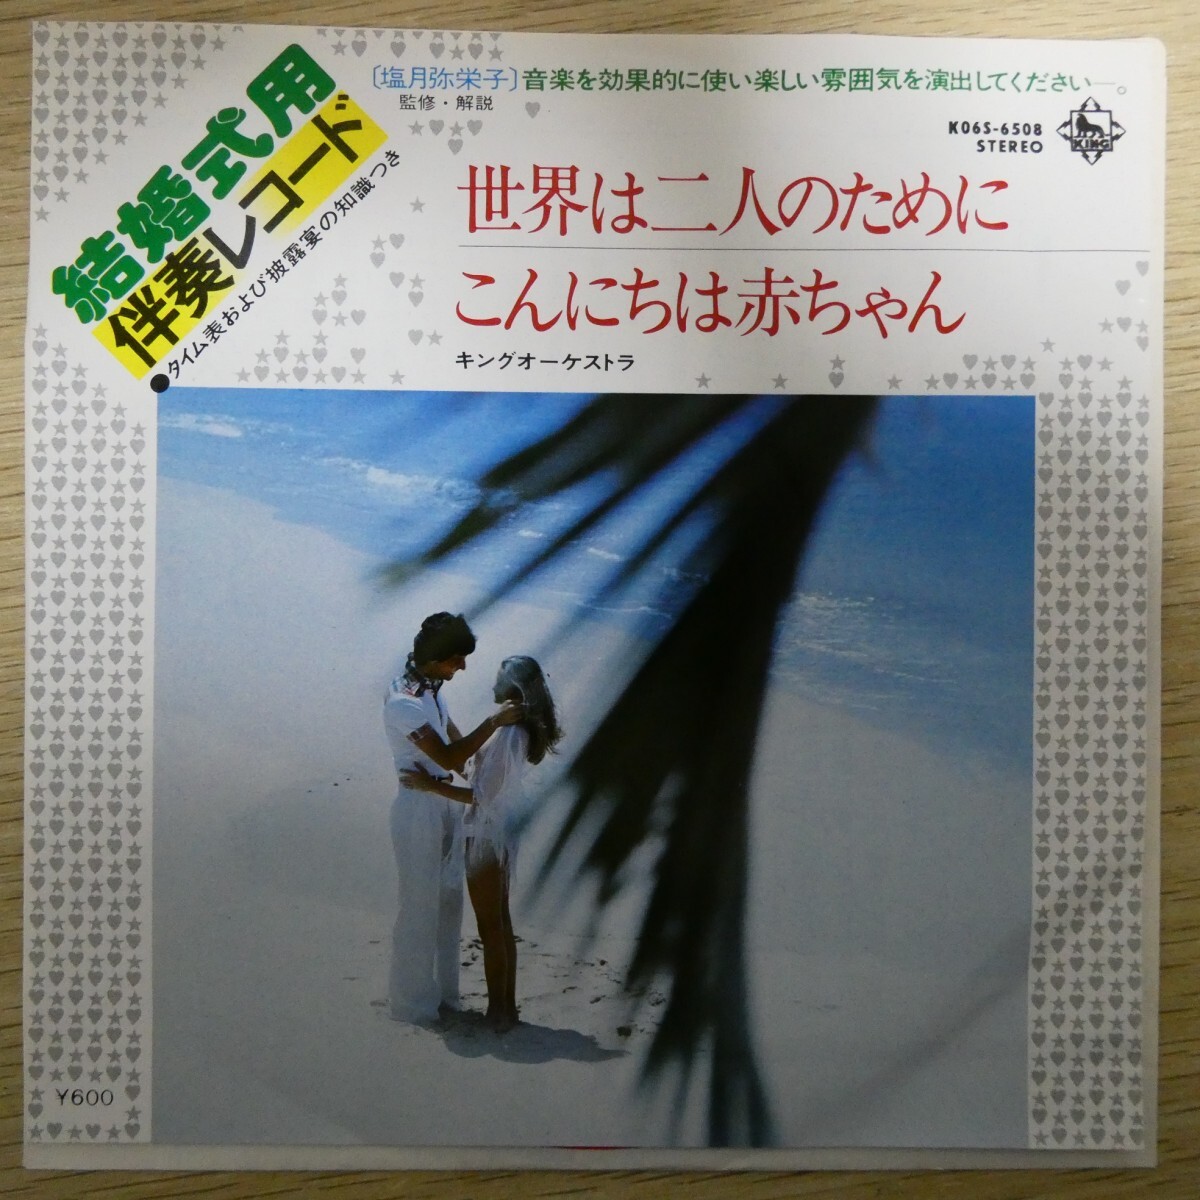 結婚式用
伴奏レコード
●タイム表および披露宴の知識つき
〔塩月弥栄子〕音楽を効果的に使い楽しい雰囲気を演出してください—。
監修・解説
K06S-6508
STEREO
KING
世界は二人のために
こんにちは赤ちゃん
キングオーケストラ
¥600